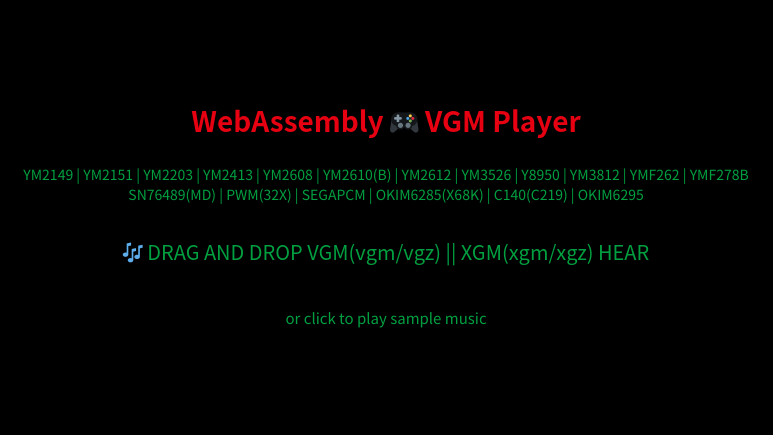 WebAssembly 🎮 VGM Player
YM2149 | YM2151 | YM2203 | YM2413 | YM2608 | YM2610(B) | YM2612 | YM3526 | Y8950 | YM3812 | YMF262 | YMF278B
SN76489(MD) | PWM(32X) | SEGAPCM | OKIM6285(X68K) | C140(C219) | OKIM6295
🎶 DRAG AND DROP VGM(vgm/vgz) || XGM(xgm/xgz) HEAR
or click to play sample music